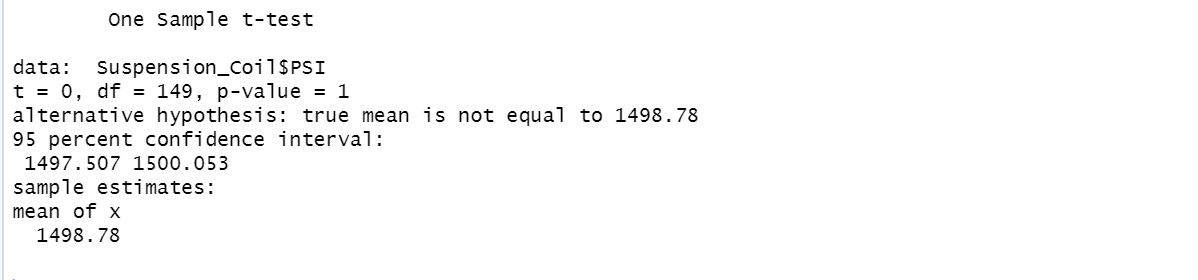 One Sample t-test
data: Suspension_Coil$PSI
t = 0, df = 149, p-value = 1
alternative hypothesis: true mean is not equal to 1498.78
95 percent confidence interval:
1497.507 1500.053
sample estimates:
mean of x
1498.78